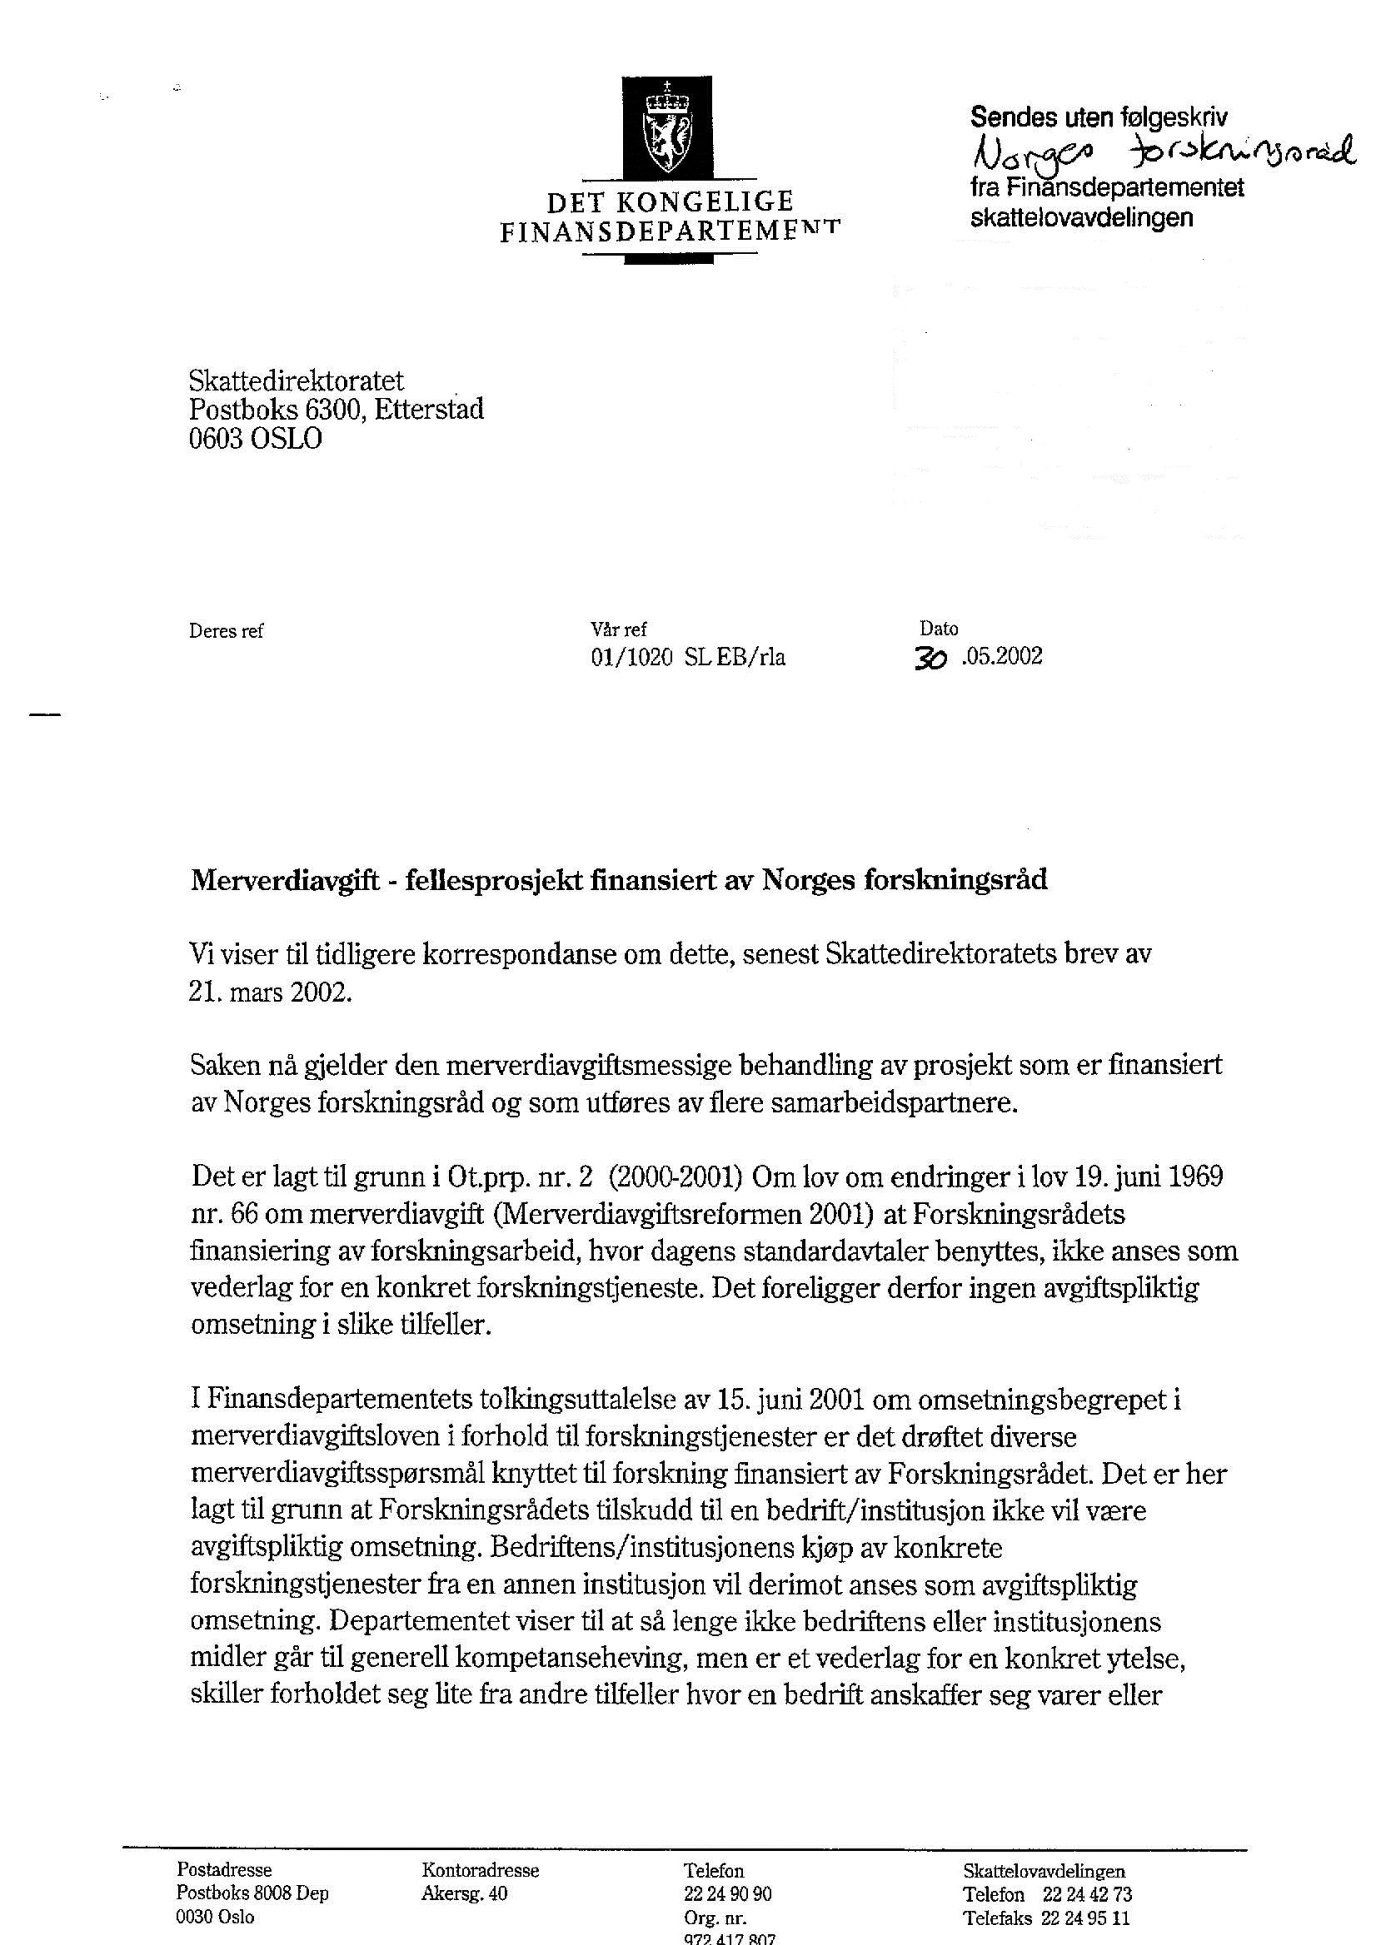 DET KONGELIGE
FINANSDEPARTEMENT
Sendes uten følgeskriv
Norges forskningsråd
fra Finansdepartementet
skattelovavdelingen
Skattedirektoratet
Postboks 6300, Etterstad
0603 OSLO
Deres ref
Vår ref
Dato
01/1020 SL EB/rla
30 .05.2002
Merverdiavgift - fellesprosjekt finansiert av Norges forskningsråd
Vi viser til tidligere korrespondanse om dette, senest Skattedirektoratets brev av
21. mars 2002.
Saken nå gjelder den merverdiavgiftsmessige behandling av prosjekt som er finansiert
av Norges forskningsråd og som utføres av flere samarbeidspartnere.
Det er lagt til grunn i Ot.prp. nr. 2 (2000-2001) Om lov om endringer i lov 19. juni 1969
nr. 66 om merverdiavgift (Merverdiavgiftsreformen 2001) at Forskningsrådets
finansiering av forskningsarbeid, hvor dagens standardavtaler benyttes, ikke anses som
vederlag for en konkret forskningstjeneste. Det foreligger derfor ingen avgiftspliktig
omsetning i slike tilfeller.
I Finansdepartementets tolkingsuttalelse av 15. juni 2001 om omsetningsbegrepet i
merverdiavgiftsloven i forhold til forskningstjenester er det drøftet diverse
merverdiavgiftsspørsmål knyttet til forskning finansiert av Forskningsrådet. Det er her
lagt til grunn at Forskningsrådets tilskudd til en bedrift/institusjon ikke vil være
avgiftspliktig omsetning. Bedriftens/institusjonens kjøp av konkrete
forskningstjenester fra en annen institusjon vil derimot anses som avgiftspliktig
omsetning. Departementet viser til at så lenge ikke bedriftens eller institusjonens
midler går til generell kompetanseheving, men er et vederlag for en konkret ytelse,
skiller forholdet seg lite fra andre tilfeller hvor en bedrift anskaffer seg varer eller
Postadresse
Postboks 8008 Dep
0030 Oslo
Kontoradresse
Akersg. 40
Telefon
22 24 90 90
Org. nr.
972 417 807
Skattelovavdelingen
Telefon 22 24 42 73
Telefaks 22 24 95 11